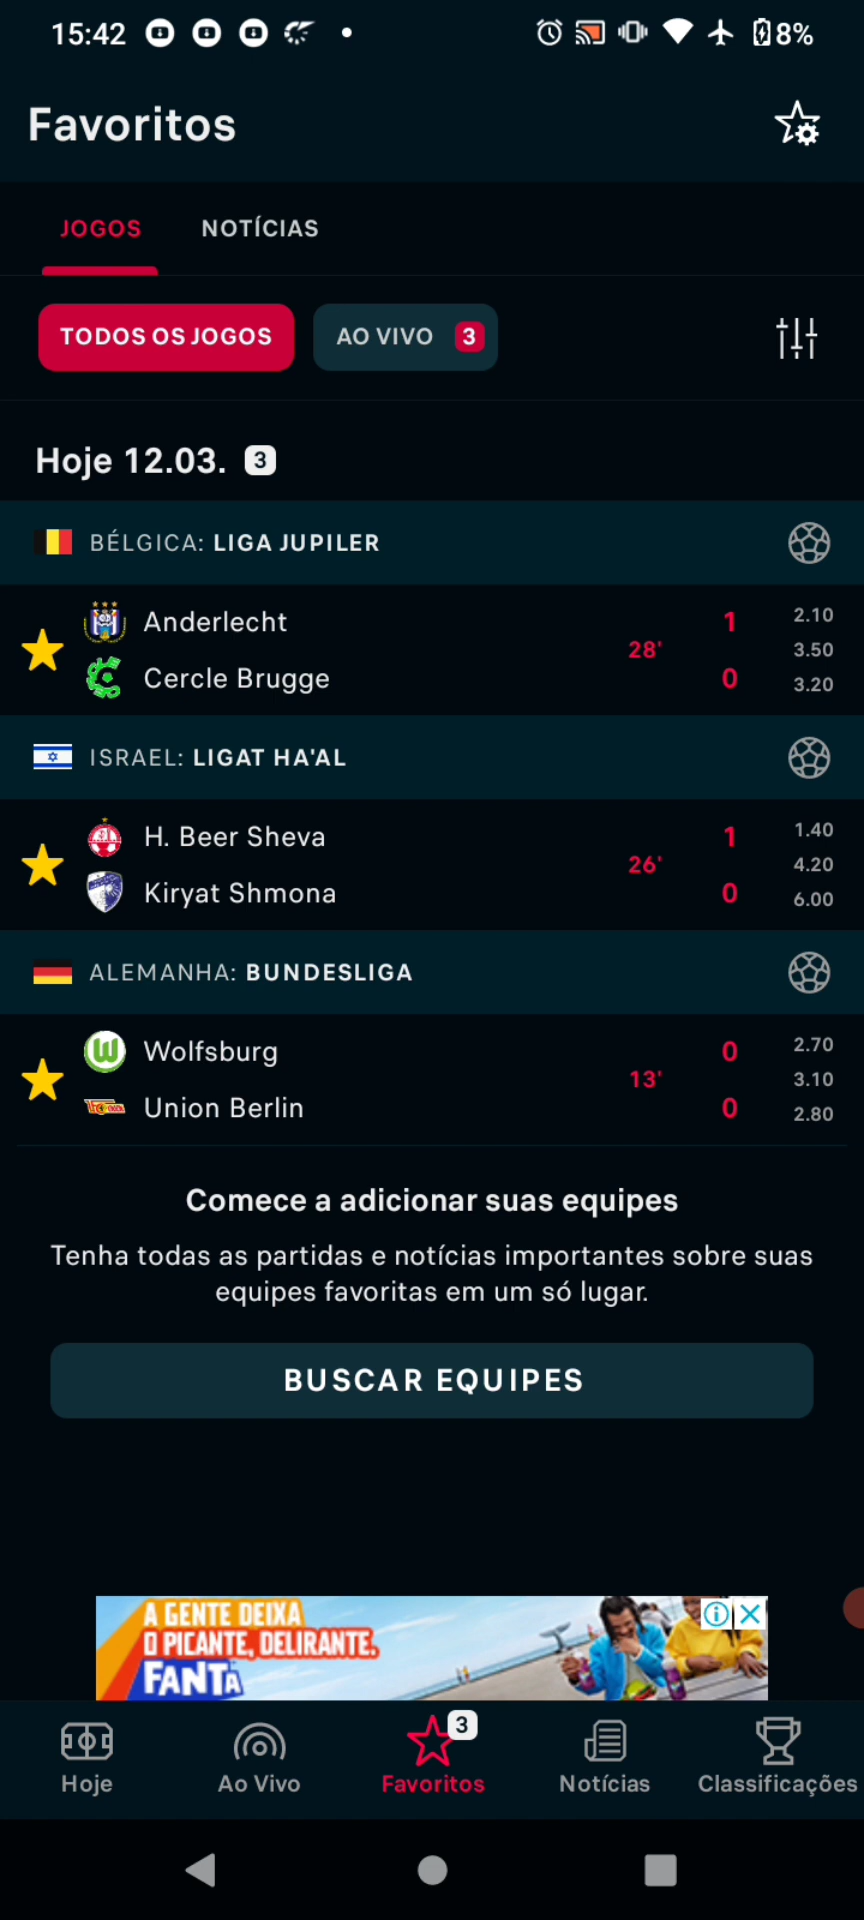 15:42
8%
Favoritos
JOGOS NOTÍCIAS
TODOS OS JOGOS AO VIVO 3
Hoje 12.03. 3
BÉLGICA: LIGA JUPILER
Anderlecht 1 2.10
28' 3.50
Cercle Brugge 0 3.20
ISRAEL: LIGAT HA'AL
H. Beer Sheva 1 1.40
26' 4.20
Kiryat Shmona 0 6.00
ALEMANHA: BUNDESLIGA
Wolfsburg 0 2.70
13' 3.10
Union Berlin 0 2.80
Comece a adicionar suas equipes
Tenha todas as partidas e notícias importantes sobre suas
equipes favoritas em um só lugar.
BUSCAR EQUIPES
A GENTE DEIXA
O PICANTE, DELIRANTE.
FANTA
3
Hoje Ao Vivo Favoritos Notícias Classificações